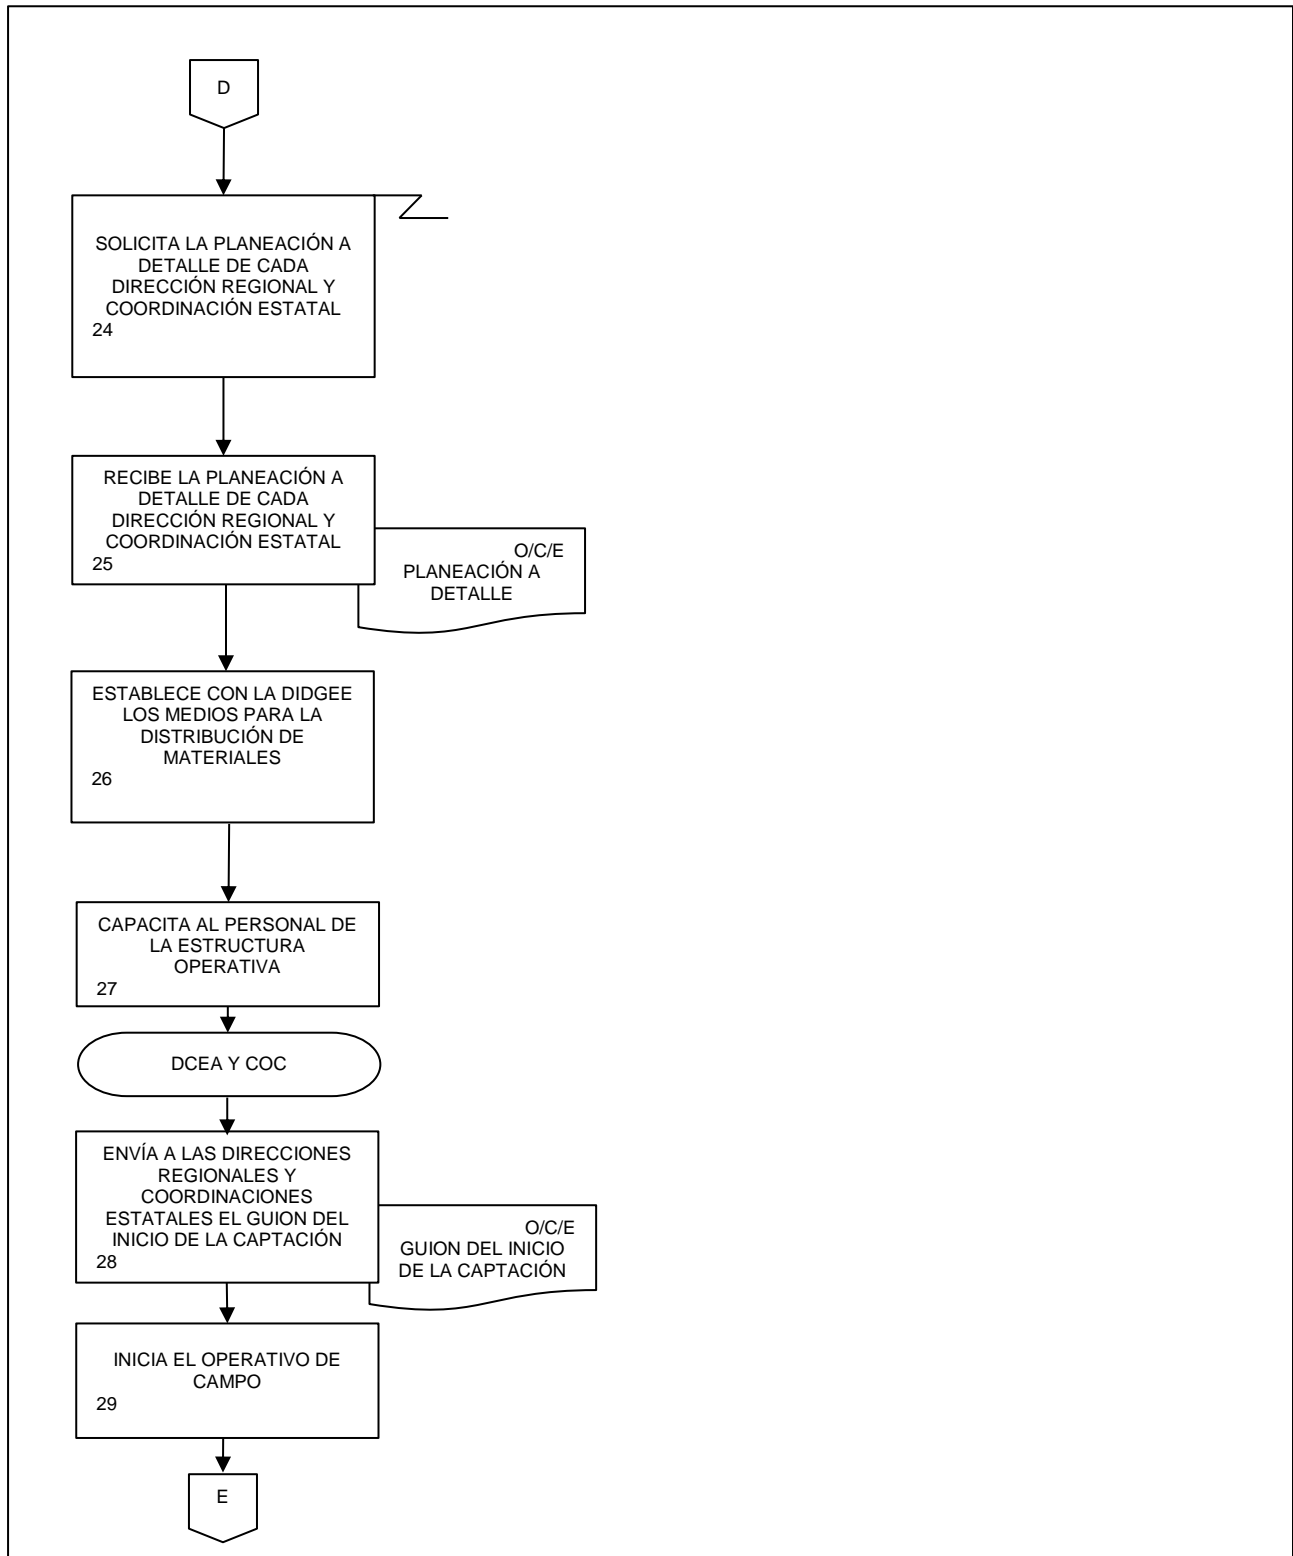 D
SOLICITA LA PLANEACIÓN A
DETALLE DE CADA
DIRECCIÓN REGIONAL Y
COORDINACIÓN ESTATAL
24
RECIBE LA PLANEACIÓN A
DETALLE DE CADA
DIRECCIÓN REGIONAL Y
COORDINACIÓN ESTATAL
25
O/C/E
PLANEACIÓN A
DETALLE
ESTABLECE CON LA DIDGEE
LOS MEDIOS PARA LA
DISTRIBUCIÓN DE
MATERIALES
26
CAPACITA AL PERSONAL DE
LA ESTRUCTURA
OPERATIVA
27
DCEA Y COC
ENVÍA A LAS DIRECCIONES
REGIONALES Y
COORDINACIONES
ESTATALES EL GUION DEL
INICIO DE LA CAPTACIÓN
28
O/C/E
GUION DEL INICIO
DE LA CAPTACIÓN
INICIA EL OPERATIVO DE
CAMPO
29
E